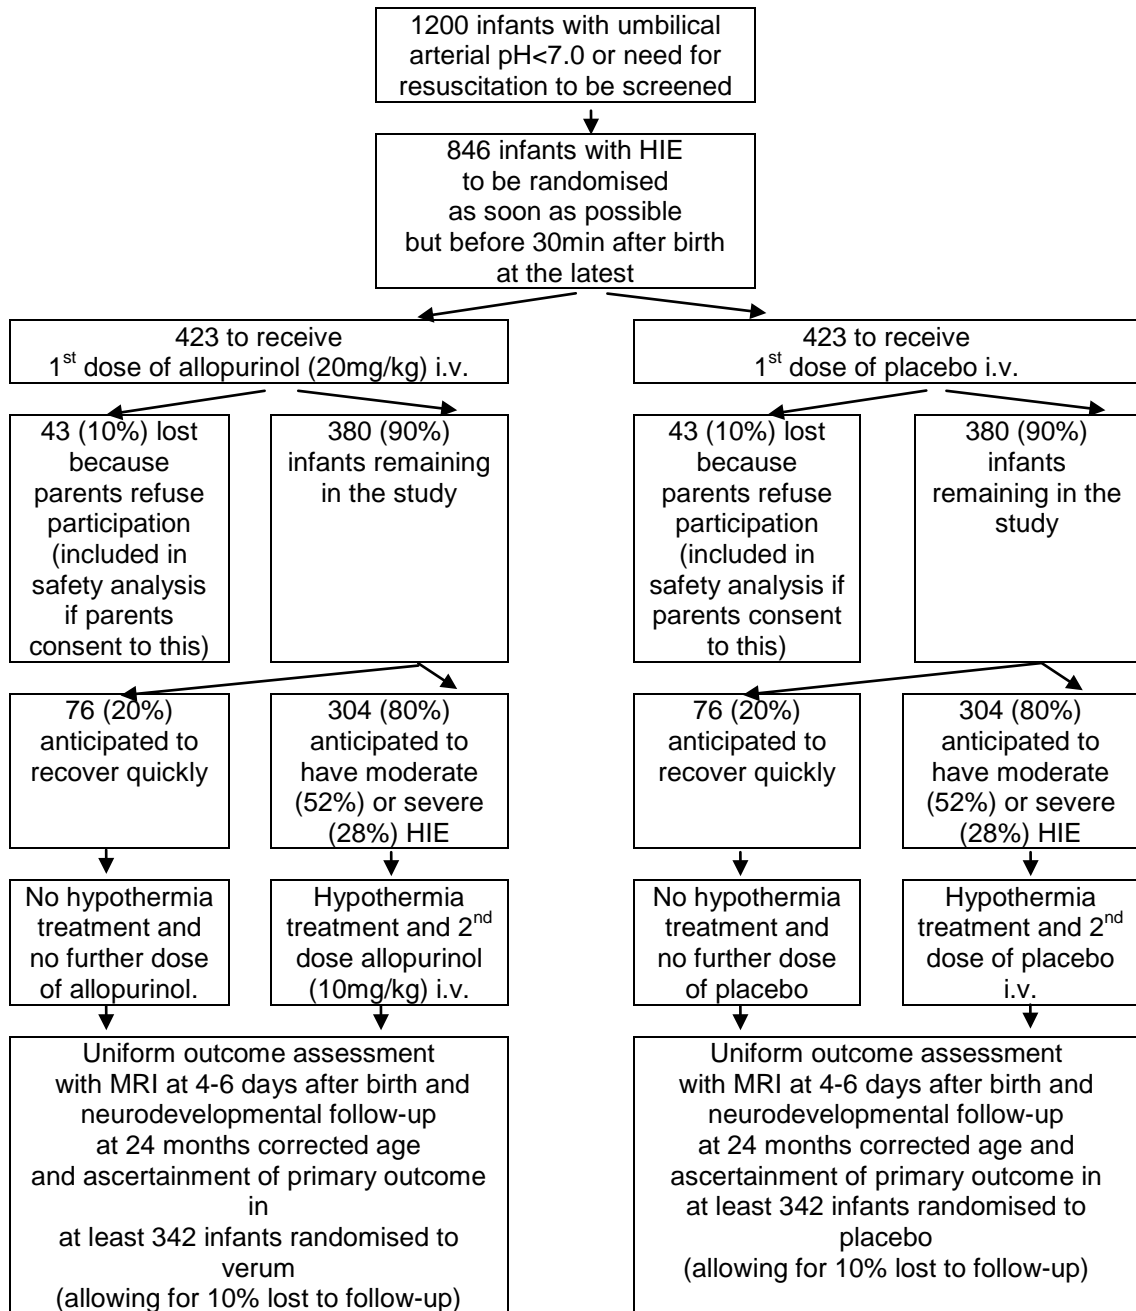 1200 infants with umbilical
arterial pH<7.0 or need for
resuscitation to be screened
846 infants with HIE
to be randomised
as soon as possible
but before 30min after birth
at the latest
423 to receive
1st dose of allopurinol (20mg/kg) i.v.
423 to receive
1st dose of placebo i.v.
43 (10%) lost
because
parents refuse
participation
(included in
safety analysis
if parents
consent to this)
380 (90%)
infants remaining
in the study
43 (10%) lost
because
parents refuse
participation
(included in
safety analysis if
parents consent
to this)
380 (90%)
infants
remaining in the
study
76 (20%)
anticipated to
recover quickly
304 (80%)
anticipated to
have moderate
(52%) or severe
(28%) HIE
76 (20%)
anticipated to
recover quickly
304 (80%)
anticipated to
have moderate
(52%) or severe
(28%) HIE
No hypothermia
treatment and
no further dose
of allopurinol.
Hypothermia
treatment and 2nd
dose allopurinol
(10mg/kg) i.v.
No hypothermia
treatment and
no further dose
of placebo
Hypothermia
treatment and 2nd
dose of placebo
i.v.
Uniform outcome assessment
with MRI at 4-6 days after birth and
neurodevelopmental follow-up
at 24 months corrected age
and ascertainment of primary outcome
in
at least 342 infants randomised to
verum
(allowing for 10% lost to follow-up)
Uniform outcome assessment
with MRI at 4-6 days after birth and
neurodevelopmental follow-up
at 24 months corrected age and
ascertainment of primary outcome in
at least 342 infants randomised to
placebo
(allowing for 10% lost to follow-up)